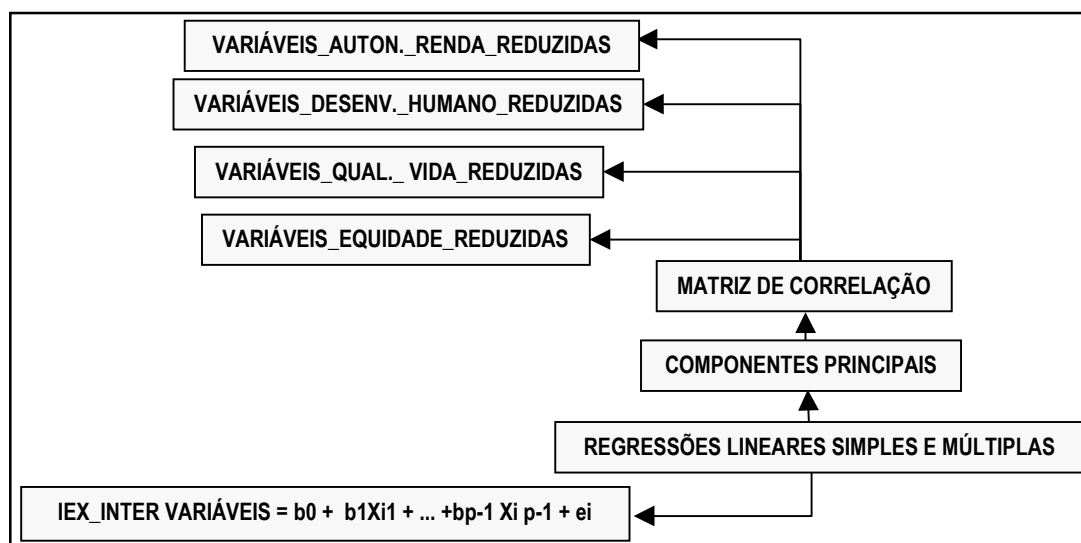 VARIÁVEIS_AUTON._RENDA_REDUZIDAS
VARIÁVEIS_DESENV._HUMANO_REDUZIDAS
VARIÁVEIS_QUAL._ VIDA_REDUZIDAS
VARIÁVEIS_EQUIDADE_REDUZIDAS
MATRIZ DE CORRELAÇÃO
COMPONENTES PRINCIPAIS
REGRESSÕES LINEARES SIMPLES E MÚLTIPLAS
IEX_INTER VARIÁVEIS = b0 + b1Xi1 + ... +bp-1 Xi p-1 + ei